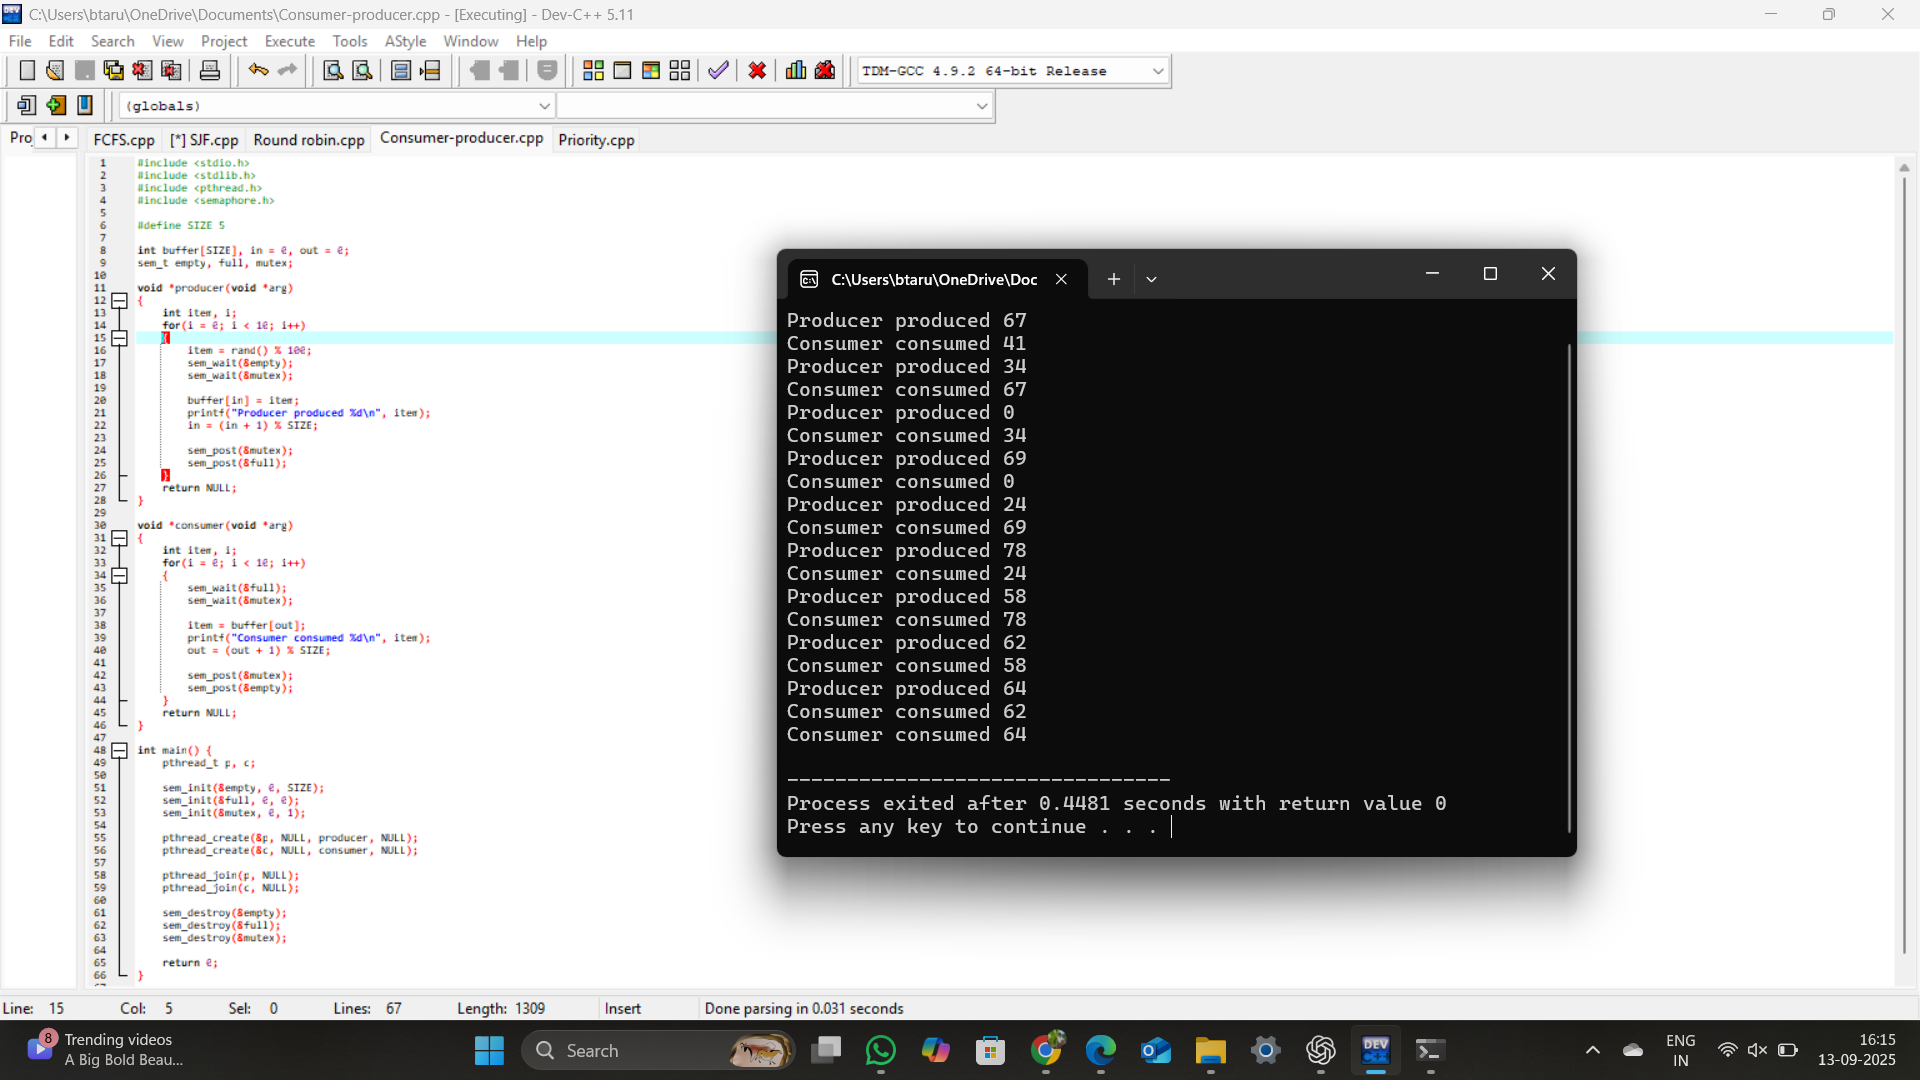 C:\Users\btaru\OneDrive\Documents\Consumer-producer.cpp - [Executing] - Dev-C++ 5.11
File Edit Search View Project Execute Tools AStyle Window Help
TDM-GCC 4.9.2 64-bit Release
(globals)
Pro FCFS.cpp [*] SJF.cpp Round robin.cpp Consumer-producer.cpp Priority.cpp
1 #include <stdio.h>
2 #include <stdlib.h>
3 #include <pthread.h>
4 #include <semaphore.h>
5
6 #define SIZE 5
7
8 int buffer[SIZE], in = 0, out = 0;
9 sem_t empty, full, mutex;
10
11 void *producer(void *arg)
12 {
13 int item, i;
14 for(i = 0; i < 10; i++)
15 {
16 item = rand() % 100;
17 sem_wait(&empty);
18 sem_wait(&mutex);
19
20 buffer[in] = item;
21 printf("Producer produced %d\n", item);
22 in = (in + 1) % SIZE;
23
24 sem_post(&mutex);
25 sem_post(&full);
26 }
27 return NULL;
28 }
29
30 void *consumer(void *arg)
31 {
32 int item, i;
33 for(i = 0; i < 10; i++)
34 {
35 sem_wait(&full);
36 sem_wait(&mutex);
37
38 item = buffer[out];
39 printf("Consumer consumed %d\n", item);
40 out = (out + 1) % SIZE;
41
42 sem_post(&mutex);
43 sem_post(&empty);
44 }
45 return NULL;
46 }
47
48 int main() {
49 pthread_t p, c;
50
51 sem_init(&empty, 0, SIZE);
52 sem_init(&full, 0, 0);
53 sem_init(&mutex, 0, 1);
54
55 pthread_create(&p, NULL, producer, NULL);
56 pthread_create(&c, NULL, consumer, NULL);
57
58 pthread_join(p, NULL);
59 pthread_join(c, NULL);
60
61 sem_destroy(&empty);
62 sem_destroy(&full);
63 sem_destroy(&mutex);
64
65 return 0;
66 }
C:\Users\btaru\OneDrive\Doc
Producer produced 67
Consumer consumed 41
Producer produced 34
Consumer consumed 67
Producer produced 0
Consumer consumed 34
Producer produced 69
Consumer consumed 0
Producer produced 24
Consumer consumed 69
Producer produced 78
Consumer consumed 24
Producer produced 58
Consumer consumed 78
Producer produced 62
Consumer consumed 58
Producer produced 64
Consumer consumed 62
Consumer consumed 64
--------------------------------
Process exited after 0.4481 seconds with return value 0
Press any key to continue . . .
Line: 15 Col: 5 Sel: 0 Lines: 67 Length: 1309 Insert Done parsing in 0.031 seconds
8 Trending videos
A Big Bold Beau...
Search
DEV
ENG
IN
16:15
13-09-2025